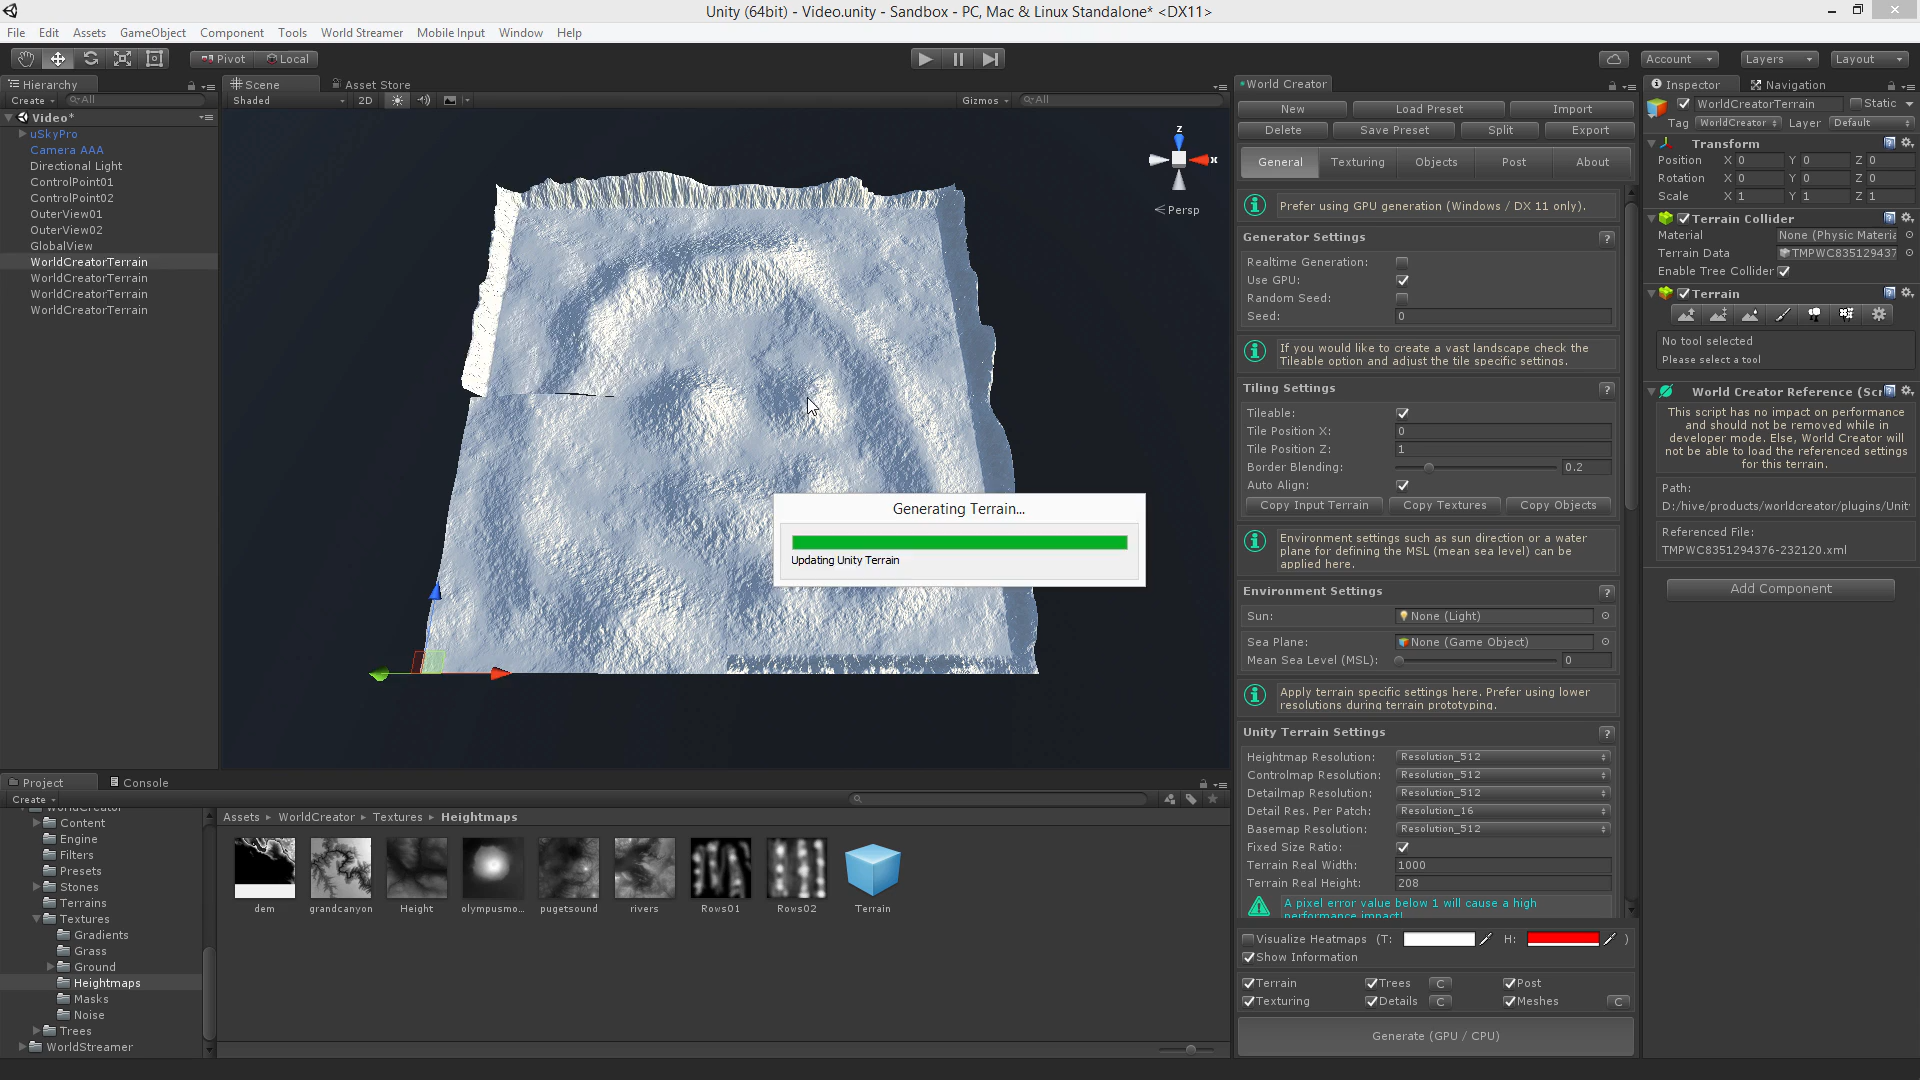 Unity (64bit) - Video.unity - Sandbox - PC, Mac & Linux Standalone* <DX11>
File Edit Assets GameObject Component Tools World Streamer Mobile Input Window Help
Pivot Local
Account Layers Layout
Hierarchy
Create All
Video*
uSkyPro
Camera AAA
Directional Light
ControlPoint01
ControlPoint02
OuterView01
OuterView02
GlobalView
WorldCreatorTerrain
WorldCreatorTerrain
WorldCreatorTerrain
WorldCreatorTerrain
Scene Asset Store
Shaded 2D Gizmos All
z
x
Persp
Generating Terrain...
Updating Unity Terrain
World Creator
New Load Preset Import
Delete Save Preset Split Export
General Texturing Objects Post About
Prefer using GPU generation (Windows / DX 11 only).
Generator Settings ?
Realtime Generation:
Use GPU:
Random Seed:
Seed: 0
If you would like to create a vast landscape check the
Tileable option and adjust the tile specific settings.
Tiling Settings ?
Tileable:
Tile Position X: 0
Tile Position Z: 1
Border Blending: 0.2
Auto Align:
Copy Input Terrain Copy Textures Copy Objects
Environment settings such as sun direction or a water
plane for defining the MSL (mean sea level) can be
applied here.
Environment Settings ?
Sun: None (Light)
Sea Plane: None (Game Object)
Mean Sea Level (MSL): 0
Apply terrain specific settings here. Prefer using lower
resolutions during terrain prototyping.
Unity Terrain Settings ?
Heightmap Resolution: Resolution_512
Controlmap Resolution: Resolution_512
Detailmap Resolution: Resolution_512
Detail Res. Per Patch: Resolution_16
Basemap Resolution: Resolution_512
Fixed Size Ratio:
Terrain Real Width: 1000
Terrain Real Height: 208
A pixel error value below 1 will cause a high
performance impact!
Visualize Heatmaps (T: H: )
Show Information
Terrain Trees C Post
Texturing Details C Meshes C
Generate (GPU / CPU)
Inspector Navigation
WorldCreatorTerrain Static
Tag WorldCreator Layer Default
Transform
Position X 0 Y 0 Z 0
Rotation X 0 Y 0 Z 0
Scale X 1 Y 1 Z 1
Terrain Collider
Material None (Physic Materia
Terrain Data TMPWC835129437
Enable Tree Collider
Terrain
No tool selected
Please select a tool
World Creator Reference (Scr
This script has no impact on performance
and should not be removed while in
developer mode. Else, World Creator will
not be able to load the referenced settings
for this terrain.
Path:
D:/hive/products/worldcreator/plugins/Unit
Referenced File:
TMPWC8351294376-232120.xml
Add Component
Project Console
Create
WorldCreator
Content
Engine
Filters
Presets
Stones
Terrains
Textures
Gradients
Grass
Ground
Heightmaps
Masks
Noise
Trees
WorldStreamer
Assets WorldCreator Textures Heightmaps
dem grandcanyon Height olympusmo... pugetsound rivers Rows01 Rows02 Terrain